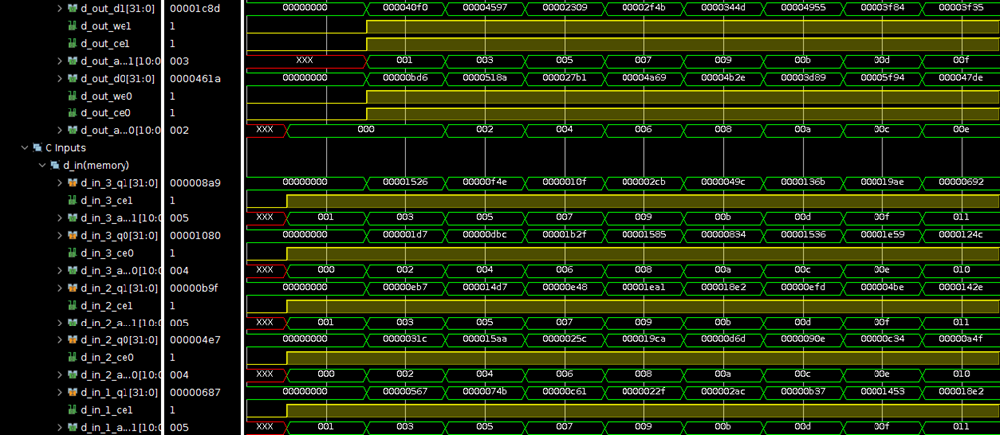 d_out_d1[31:0] 00001c8d 00000000 000040f0 00004597 00002309 00002f4b 0000344d 00004955 00003f84 00003f35
d_out_we1 1
d_out_ce1 1
d_out_a...1[10:0 003 XXX 001 003 005 007 009 00b 00d 00f
d_out_d0[31:0] 0000461a 00000000 00000bd6 0000518a 000027b1 00004a69 00004b2e 00003d89 00005f94 000047de
d_out_we0 1
d_out_ce0 1
d_out_a...0[10:0 002 XXX 000 002 004 006 008 00a 00c 00e
C Inputs
d_in(memory)
d_in_3_q1[31:0] 000008a9 00000000 00001526 00000f4e 0000010f 000002cb 0000049c 0000136b 000019ae 00000692
d_in_3_ce1 1
d_in_3_a...1[10:0 005 XXX 001 003 005 007 009 00b 00d 00f 011
d_in_3_q0[31:0] 00001080 00000000 000001d7 00000dbc 00001b2f 00001585 00000834 00001536 00001e59 0000124c
d_in_3_ce0 1
d_in_3_a...0[10:0 004 XXX 000 002 004 006 008 00a 00c 00e 010
d_in_2_q1[31:0] 00000b9f 00000000 00000eb7 000014d7 00000e48 00001ea1 000018e2 00000efd 000004be 0000142e
d_in_2_ce1 1
d_in_2_a...1[10:0 005 XXX 001 003 005 007 009 00b 00d 00f 011
d_in_2_q0[31:0] 000004e7 00000000 0000031c 000015aa 0000025c 000019ca 00000d6d 0000090e 00000c34 00000a4f
d_in_2_ce0 1
d_in_2_a...0[10:0 004 XXX 000 002 004 006 008 00a 00c 00e 010
d_in_1_q1[31:0] 00000687 00000000 00000567 0000074b 00000c61 0000022f 000002ac 00000b37 00001453 000018e2
d_in_1_ce1 1
d_in_1_a...1[10:0 005 XXX 001 003 005 007 009 00b 00d 00f 011